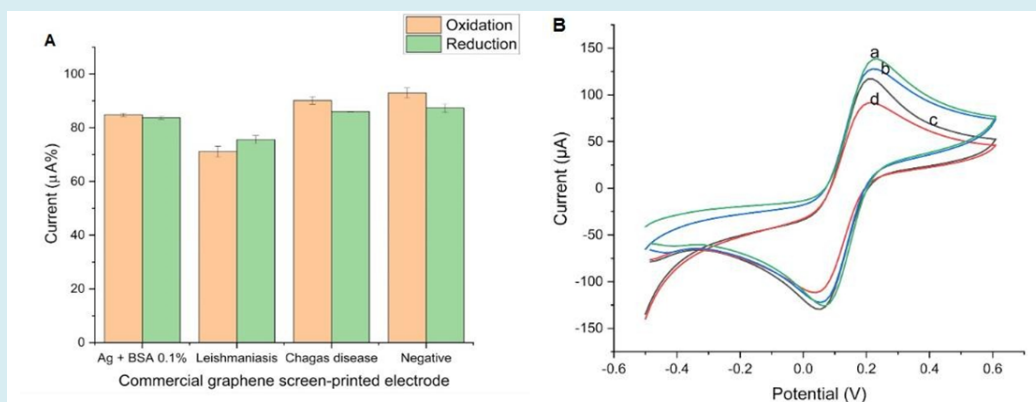 A
Oxidation
Reduction
100
80
60
40
20
0
Current (μA%)
Ag + BSA 0.1%
Leishmaniasis
Chagas disease
Negative
Commercial graphene screen-printed electrode
B
150
100
50
0
-50
-100
-150
Current (μA)
a
b
c
d
-0.6
-0.4
-0.2
0.0
0.2
0.4
0.6
Potential (V)